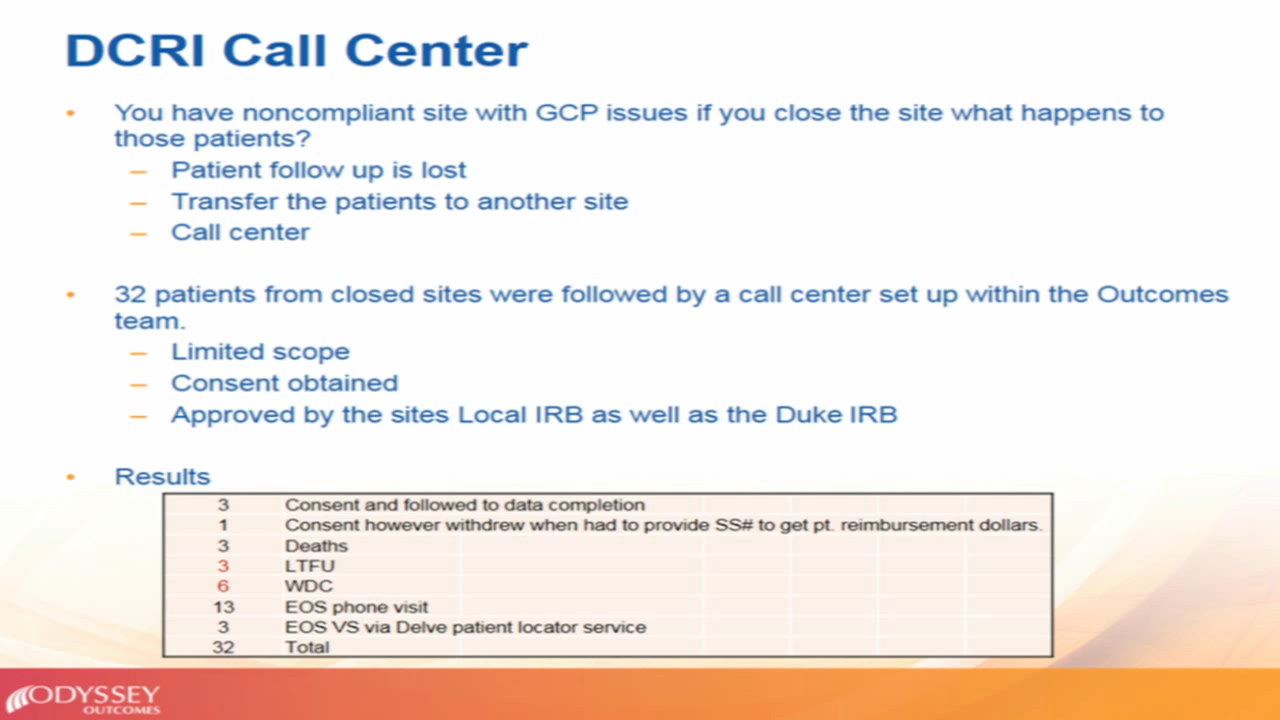 DCRI Call Center
• You have noncompliant site with GCP issues if you close the site what happens to
those patients?
– Patient follow up is lost
– Transfer the patients to another site
– Call center
• 32 patients from closed sites were followed by a call center set up within the Outcomes
team.
– Limited scope
– Consent obtained
– Approved by the sites Local IRB as well as the Duke IRB
• Results
3 Consent and followed to data completion
1 Consent however withdrew when had to provide SS# to get pt. reimbursement dollars.
3 Deaths
3 LTFU
6 WDC
13 EOS phone visit
3 EOS VS via Delve patient locator service
32 Total
ODYSSEY
OUTCOMES